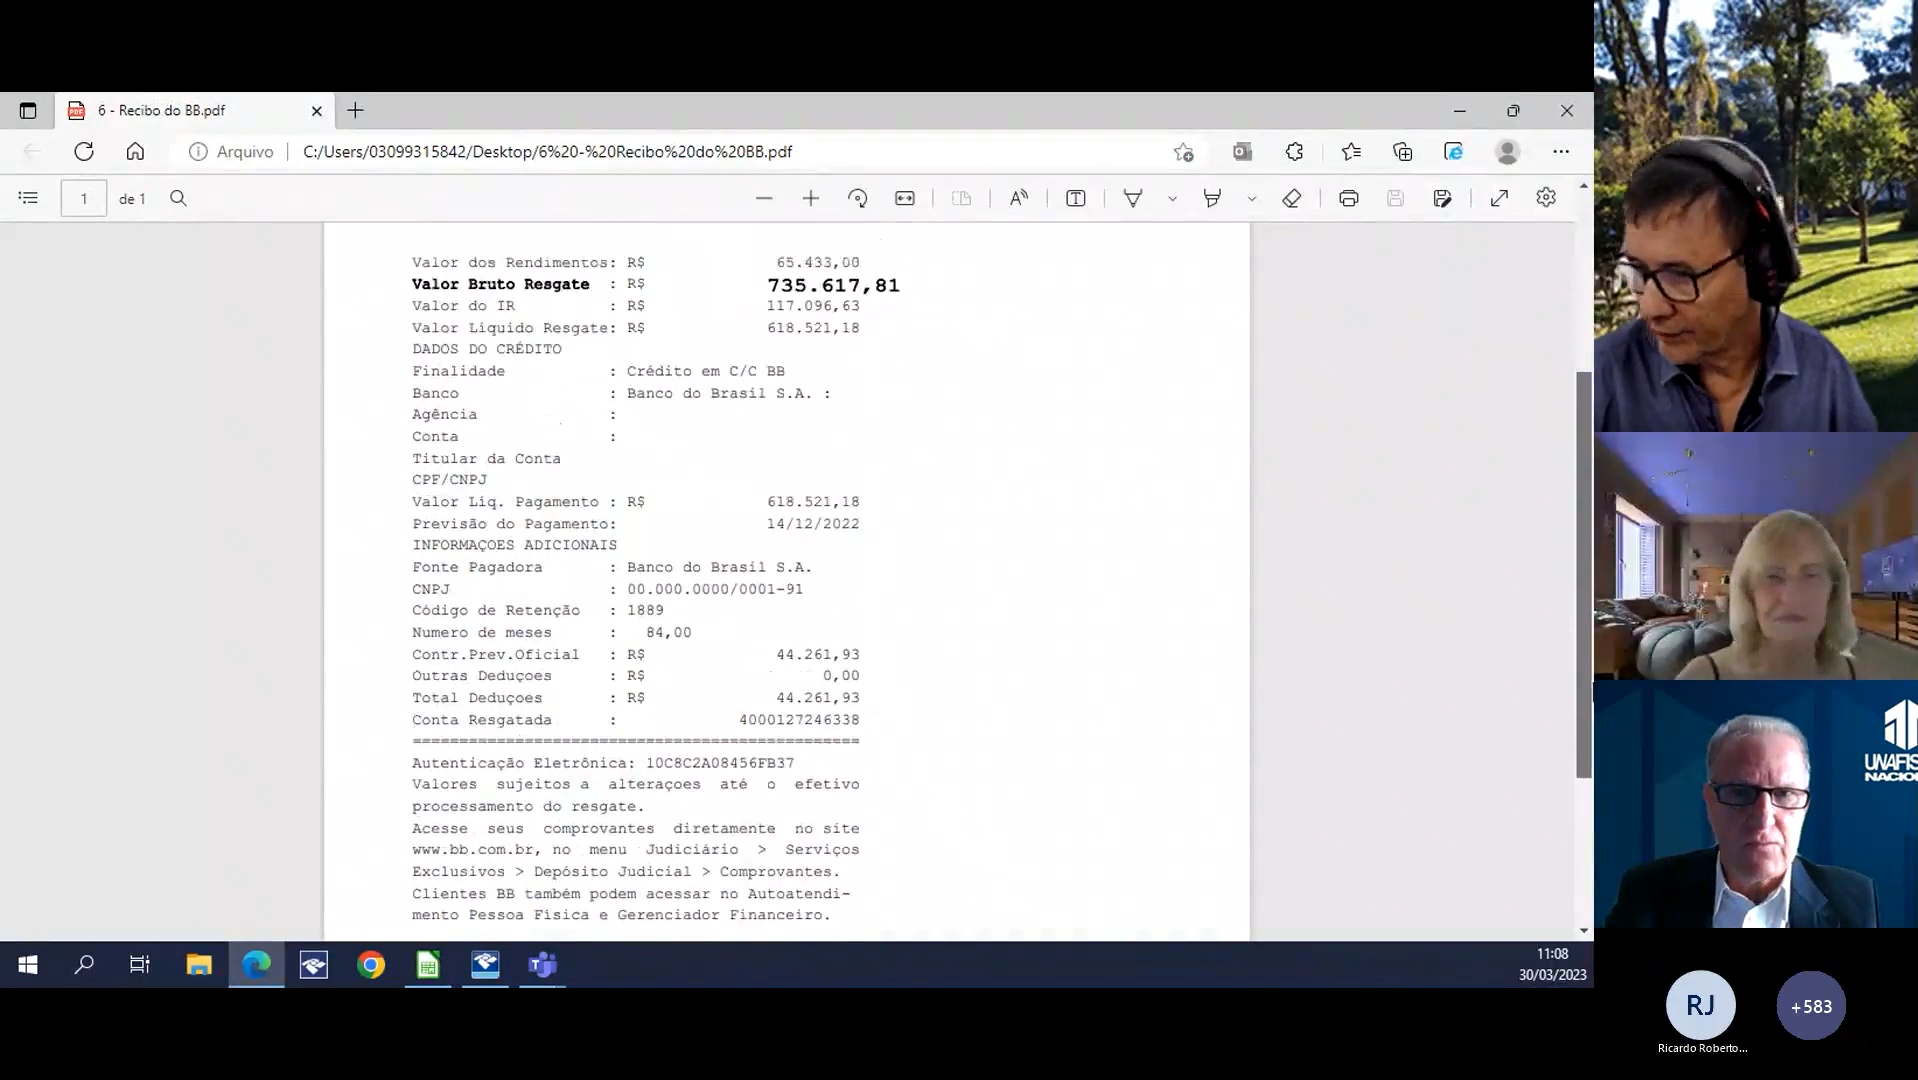 6 - Recibo do BB.pdf
Arquivo
C:/Users/03099315842/Desktop/6%20-%20Recibo%20do%20BB.pdf
1 de 1
Valor dos Rendimentos: R$ 65.433,00
Valor Bruto Resgate : R$ 735.617,81
Valor do IR : R$ 117.096,63
Valor Liquido Resgate: R$ 618.521,18
DADOS DO CRÉDITO
Finalidade : Crédito em C/C BB
Banco : Banco do Brasil S.A. :
Agência :
Conta :
Titular da Conta
CPF/CNPJ
Valor Liq. Pagamento : R$ 618.521,18
Previsão do Pagamento: 14/12/2022
INFORMAÇOES ADICIONAIS
Fonte Pagadora : Banco do Brasil S.A.
CNPJ : 00.000.0000/0001-91
Código de Retenção : 1889
Numero de meses : 84,00
Contr.Prev.Oficial : R$ 44.261,93
Outras Deduçoes : R$ 0,00
Total Deduçoes : R$ 44.261,93
Conta Resgatada : 4000127246338
================================================
Autenticação Eletrônica: 10C8C2A08456FB37
Valores sujeitos a alteraçoes até o efetivo
processamento do resgate.
Acesse seus comprovantes diretamente no site
www.bb.com.br, no menu Judiciário > Serviços
Exclusivos > Depósito Judicial > Comprovantes.
Clientes BB também podem acessar no Autoatendi-
mento Pessoa Fisica e Gerenciador Financeiro.
11:08
30/03/2023
UNAFIS
NACION
RJ
+583
Ricardo Roberto...